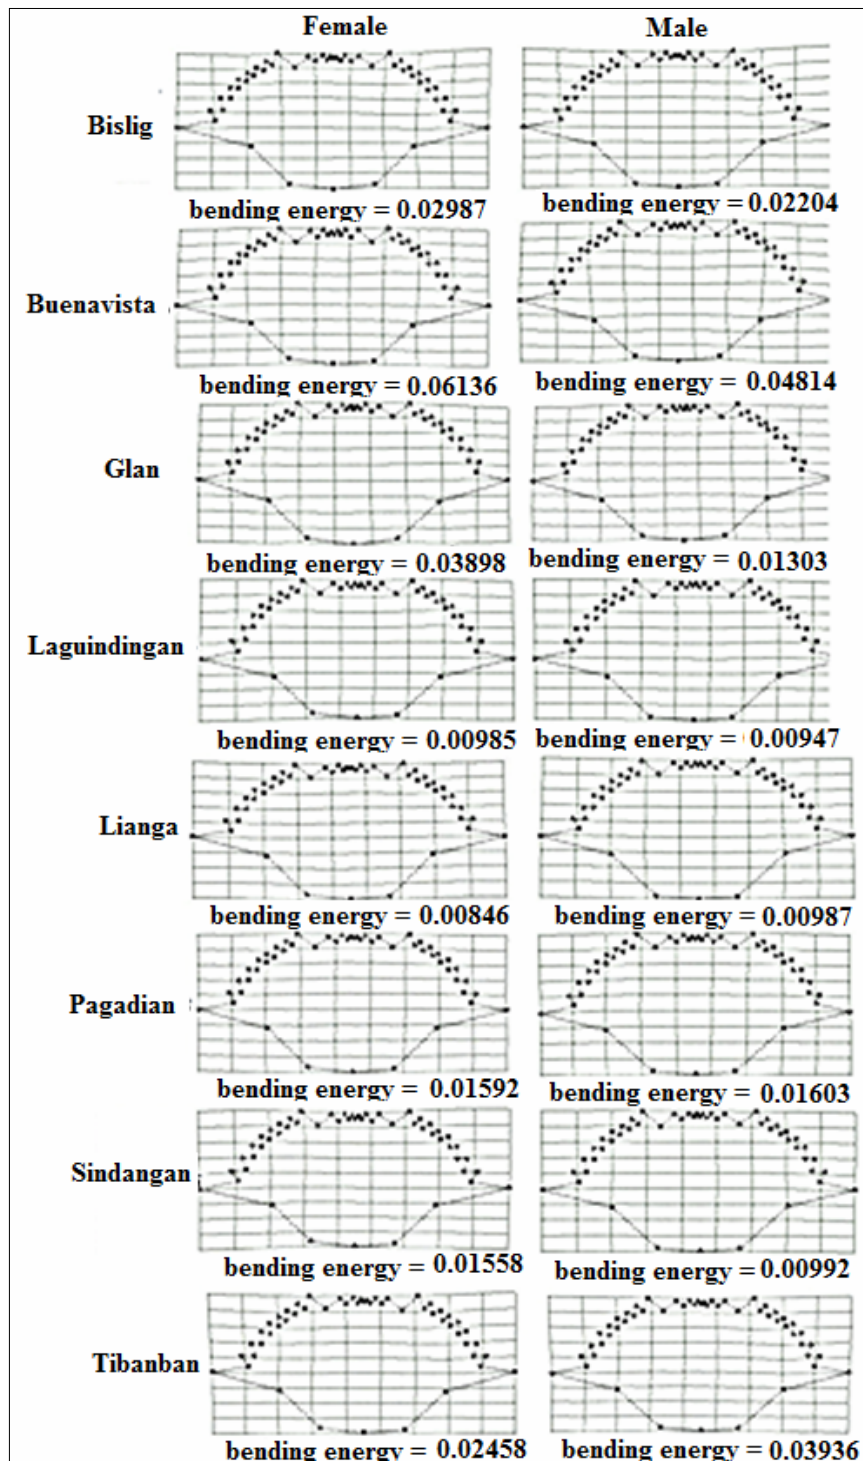 Female Male
Bislig
bending energy = 0.02987 bending energy = 0.02204
Buenavista
bending energy = 0.06136 bending energy = 0.04814
Glan
bending energy = 0.03898 bending energy = 0.01303
Laguindingan
bending energy = 0.00985 bending energy = 0.00947
Lianga
bending energy = 0.00846 bending energy = 0.00987
Pagadian
bending energy = 0.01592 bending energy = 0.01603
Sindangan
bending energy = 0.01558 bending energy = 0.00992
Tibanban
bending energy = 0.02458 bending energy = 0.03936